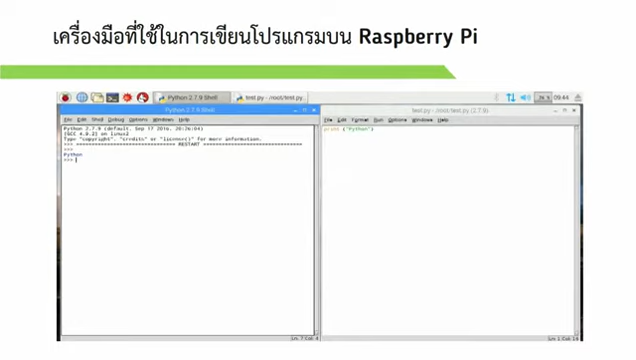 เครื่องมือที่ใช้ในการเขียนโปรแกรมบน Raspberry Pi
Python 2.7.9 Shell
test.py - /root/test.py
09:44
Python 2.7.9 Shell
File Edit Shell Debug Options Windows Help
Python 2.7.9 (default, Sep 17 2016, 20:26:04)
[GCC 4.9.2] on linux2
Type "copyright", "credits" or "license()" for more information.
>>> ================================ RESTART ================================
>>>
Python
>>>
Ln: 7 Col: 4
test.py - /root/test.py (2.7.9)
File Edit Format Run Options Windows Help
print ("Python")